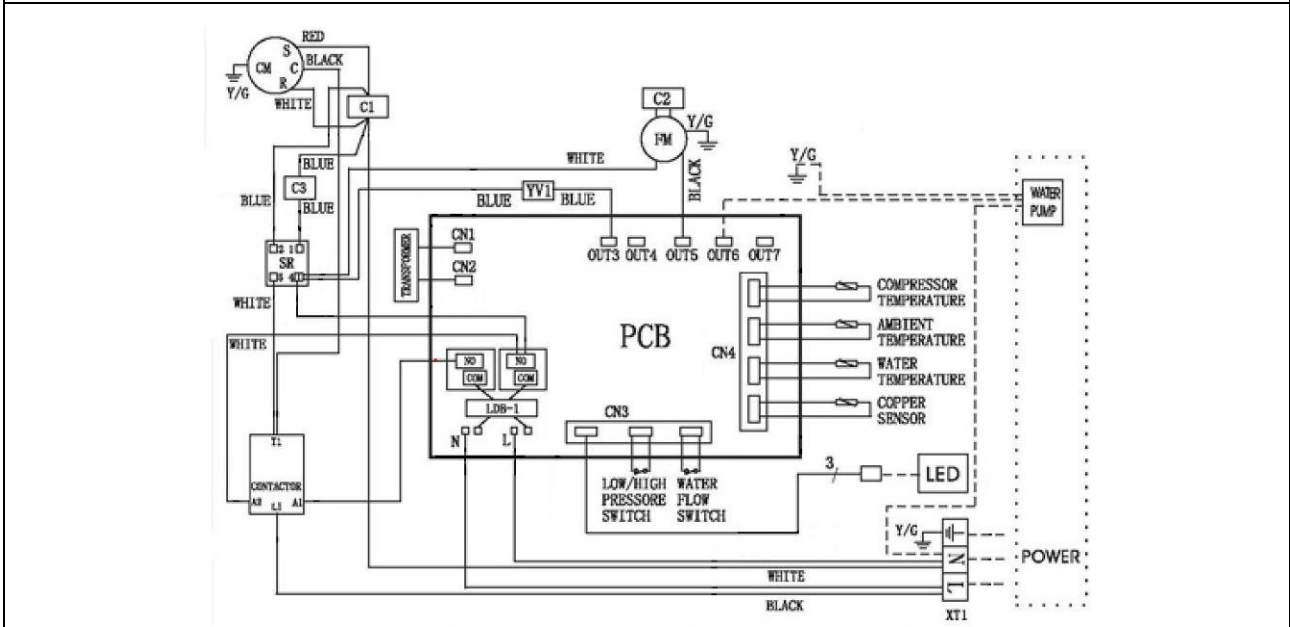 RED
S
BLACK
CM
C
R
Y/G
WHITE
C1
C2
Y/G
FM
WHITE
BLACK
Y/G
WATER
PUMP
BLUE
C3
BLUE
BLUE
YV1
BLUE
BLUE
2 1
SR
4
TRANSFORMER
CN1
CN2
OUT3
OUT4
OUT5
OUT6
OUT7
WHITE
WHITE
PCB
CN4
COMPRESSOR
TEMPERATURE
AMBIENT
TEMPERATURE
WATER
TEMPERATURE
COPPER
SENSOR
NO
COM
NO
COM
LDB-1
CN3
N
L
T1
CONTACTOR
A2
L1
A1
LOW/HIGH
PRESSORE
SWITCH
WATER
FLOW
SWITCH
3
LED
Y/G
N
L
POWER
WHITE
BLACK
XT1